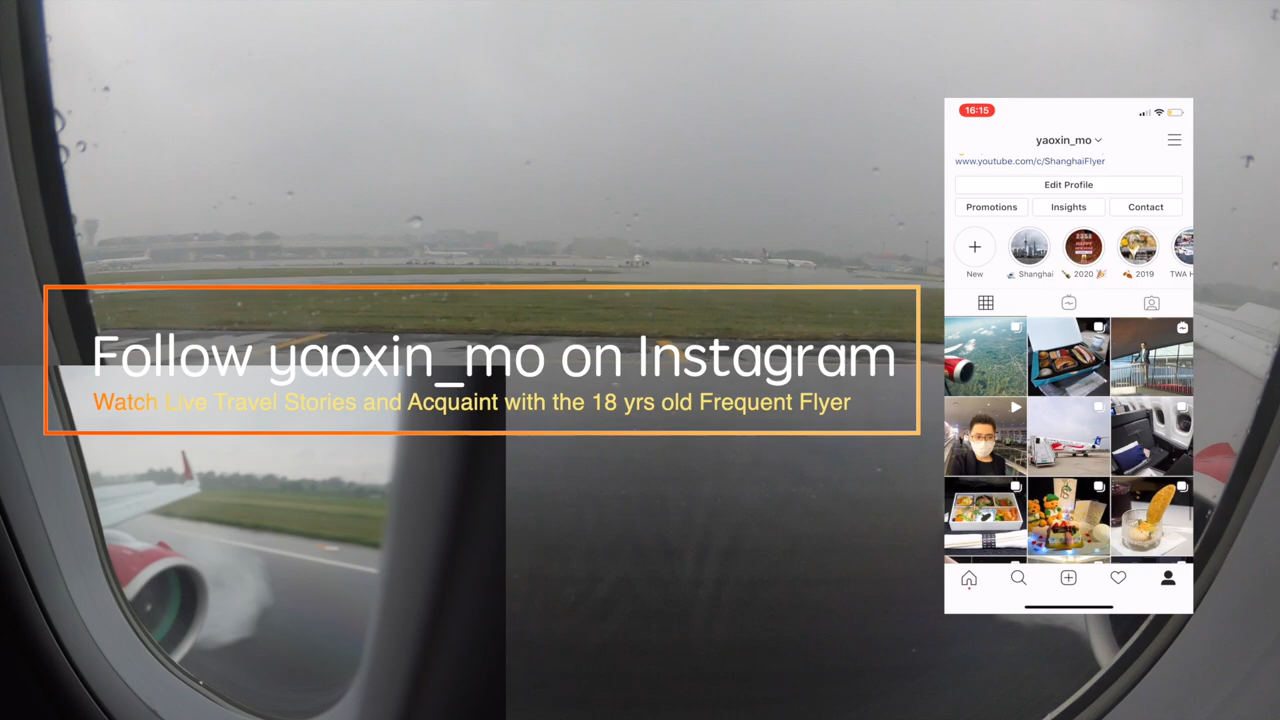 Follow yaoxin_mo on Instagram
Watch Live Travel Stories and Acquaint with the 18 yrs old Frequent Flyer
16:15
yaoxin_mo
www.youtube.com/c/ShanghaiFlyer
Edit Profile
Promotions Insights Contact
New Shanghai 2020 2019 TWA H